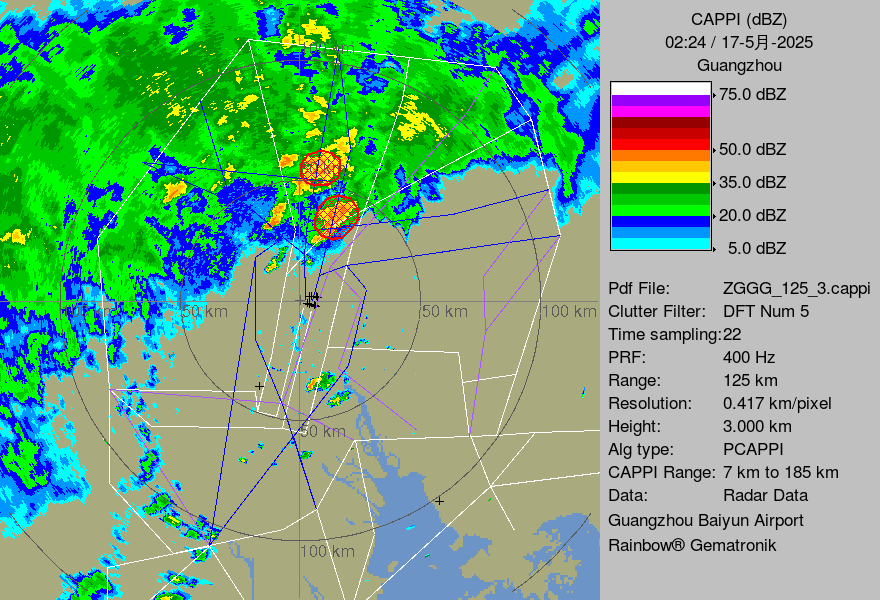 CAPPI (dBZ)
02:24 / 17-5月-2025
Guangzhou
75.0 dBZ
50.0 dBZ
35.0 dBZ
20.0 dBZ
5.0 dBZ
Pdf File: ZGGG_125_3.cappi
Clutter Filter: DFT Num 5
Time sampling:22
PRF: 400 Hz
Range: 125 km
Resolution: 0.417 km/pixel
Height: 3.000 km
Alg type: PCAPPI
CAPPI Range: 7 km to 185 km
Data: Radar Data
Guangzhou Baiyun Airport
Rainbow® Gematronik
50 km
50 km
100 km
50 km
100 km